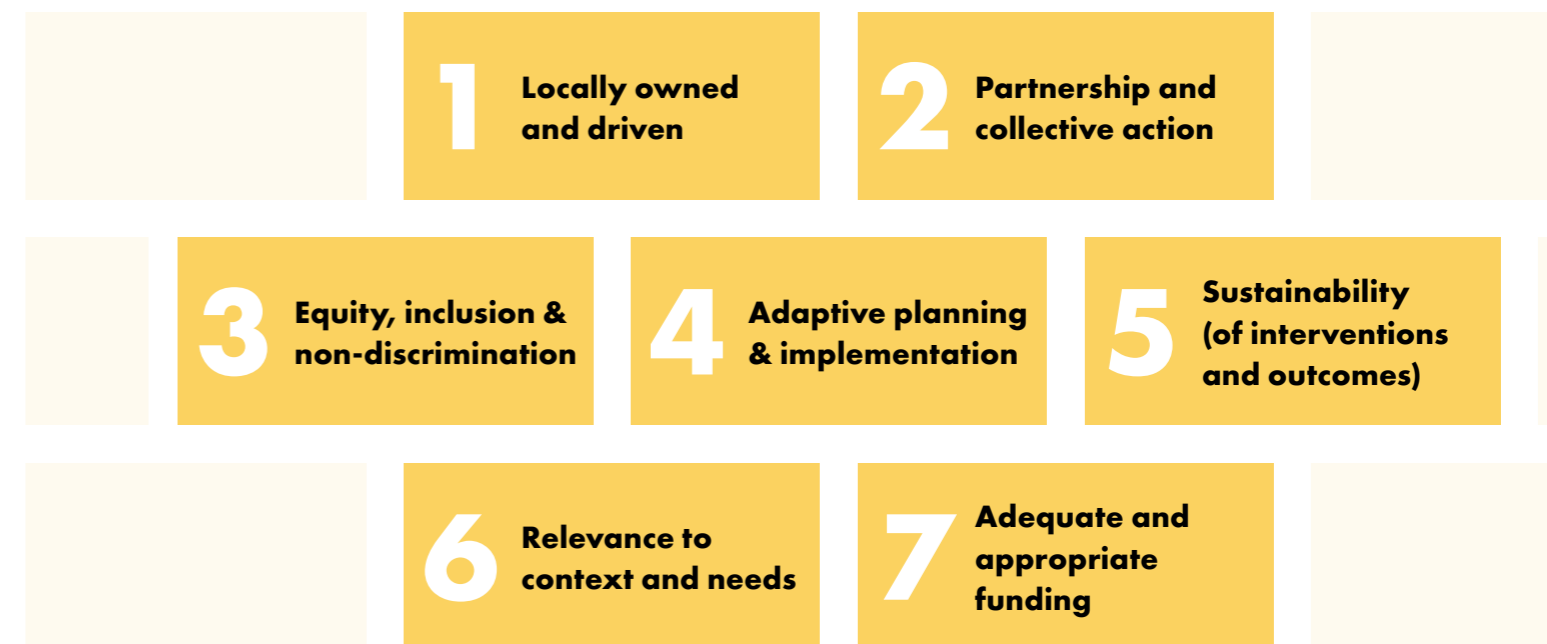 1
Locally owned
and driven
2
Partnership and
collective action
3
Equity, inclusion &
non-discrimination
4
Adaptive planning
& implementation
5
Sustainability
(of interventions
and outcomes)
6
Relevance to
context and needs
7
Adequate and
appropriate
funding